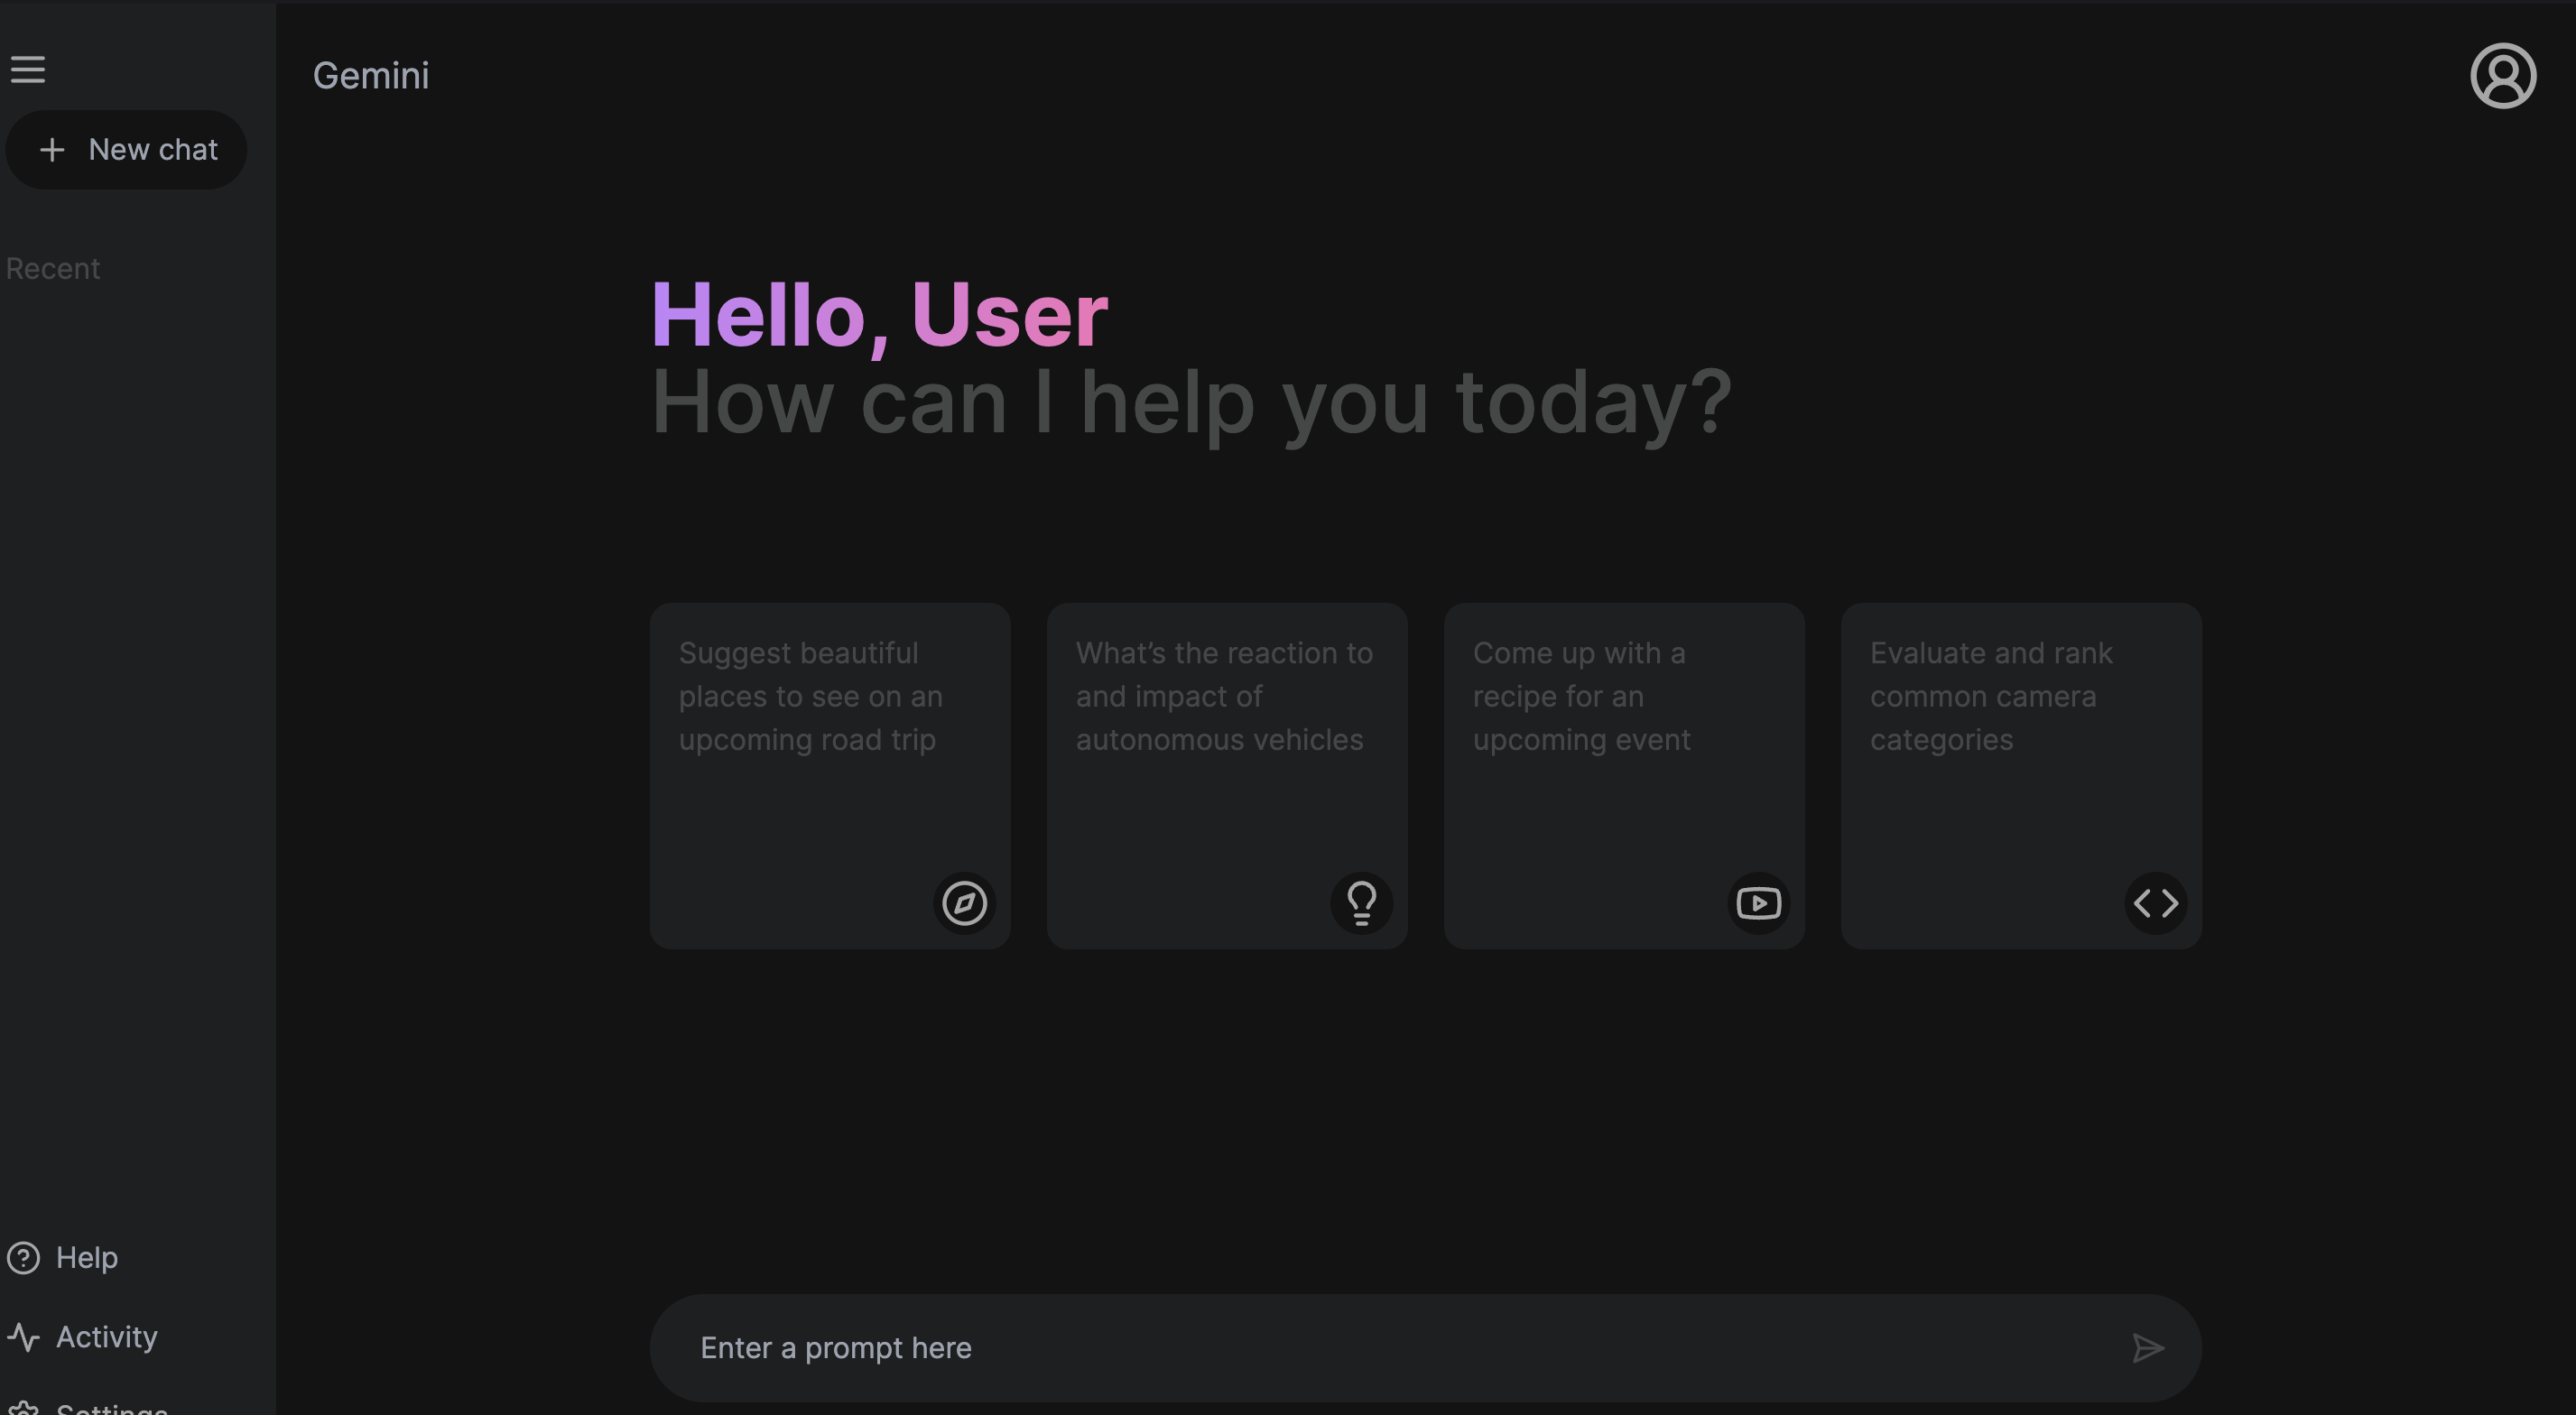 Gemini
New chat
Recent
Hello, User
How can I help you today?
Suggest beautiful
places to see on an
upcoming road trip
What’s the reaction to
and impact of
autonomous vehicles
Come up with a
recipe for an
upcoming event
Evaluate and rank
common camera
categories
Help
Activity
Settings
Enter a prompt here